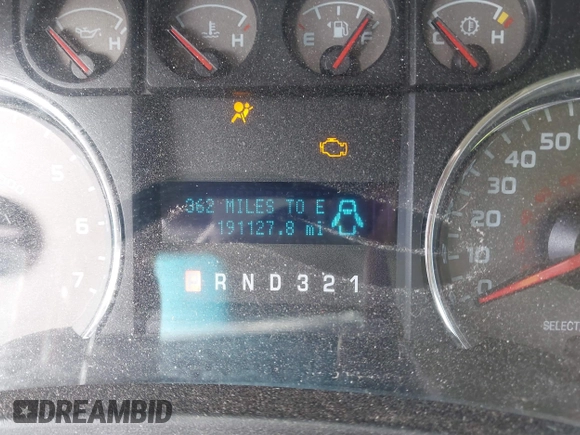 H
H
E F
C H
362 MILES TO E
191127.8 mi
R N D 3 2 1
5
6
7
50
40
30
20
10
0
SELECT
DREAMBID